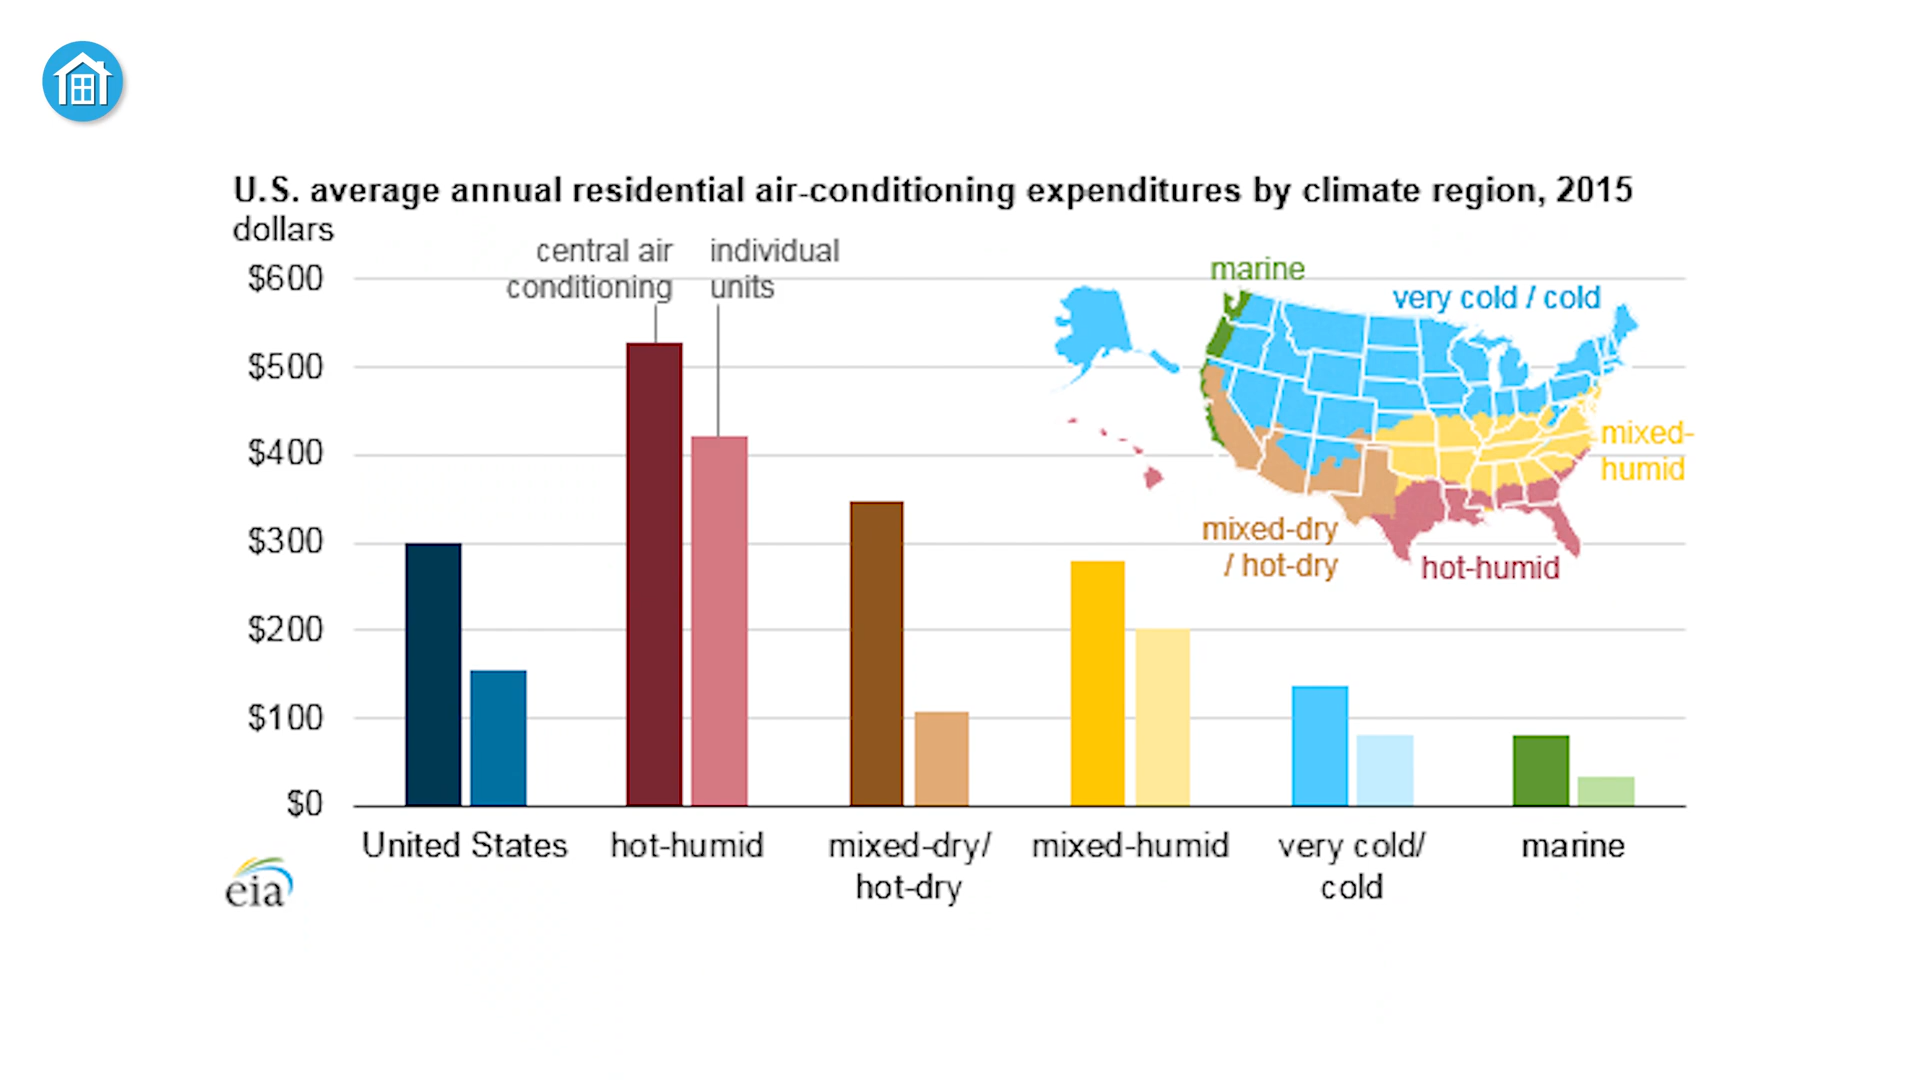 U.S. average annual residential air-conditioning expenditures by climate region, 2015
dollars
central air
conditioning
individual
units
$600
$500
$400
$300
$200
$100
$0
marine
very cold / cold
mixed-
humid
mixed-dry
/ hot-dry
hot-humid
United States
hot-humid
mixed-dry/
hot-dry
mixed-humid
very cold/
cold
marine
eia